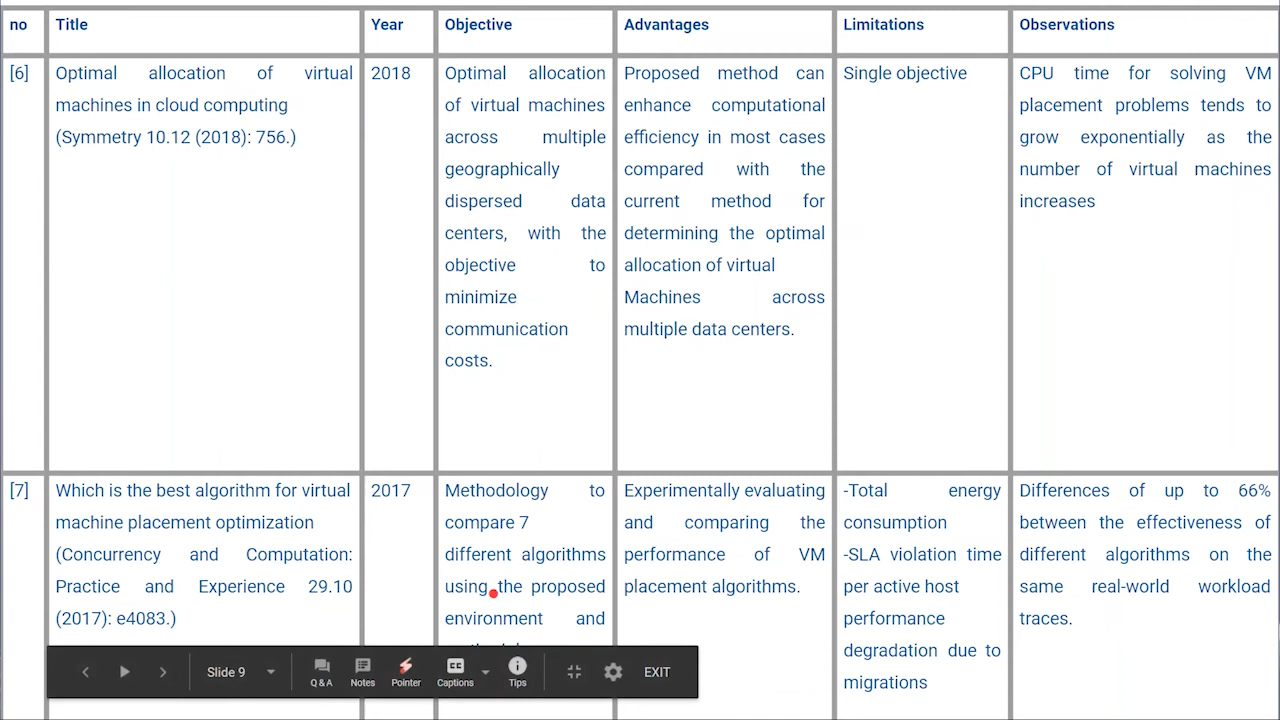 no Title Year Objective Advantages Limitations Observations
[6]
Optimal allocation of virtual
machines in cloud computing
(Symmetry 10.12 (2018): 756.)
2018
Optimal allocation
of virtual machines
across multiple
geographically
dispersed data
centers, with the
objective to
minimize
communication
costs.
Proposed method can
enhance computational
efficiency in most cases
compared with the
current method for
determining the optimal
allocation of virtual
Machines across
multiple data centers.
Single objective
CPU time for solving VM
placement problems tends to
grow exponentially as the
number of virtual machines
increases
[7]
Which is the best algorithm for virtual
machine placement optimization
(Concurrency and Computation:
Practice and Experience 29.10
(2017): e4083.)
2017
Methodology to
compare 7
different algorithms
using the proposed
environment and
Experimentally evaluating
and comparing the
performance of VM
placement algorithms.
-Total energy
consumption
-SLA violation time
per active host
performance
degradation due to
migrations
Differences of up to 66%
between the effectiveness of
different algorithms on the
same real-world workload
traces.
Slide 9
Q & A
Notes
Pointer
CC
Captions
Tips
EXIT